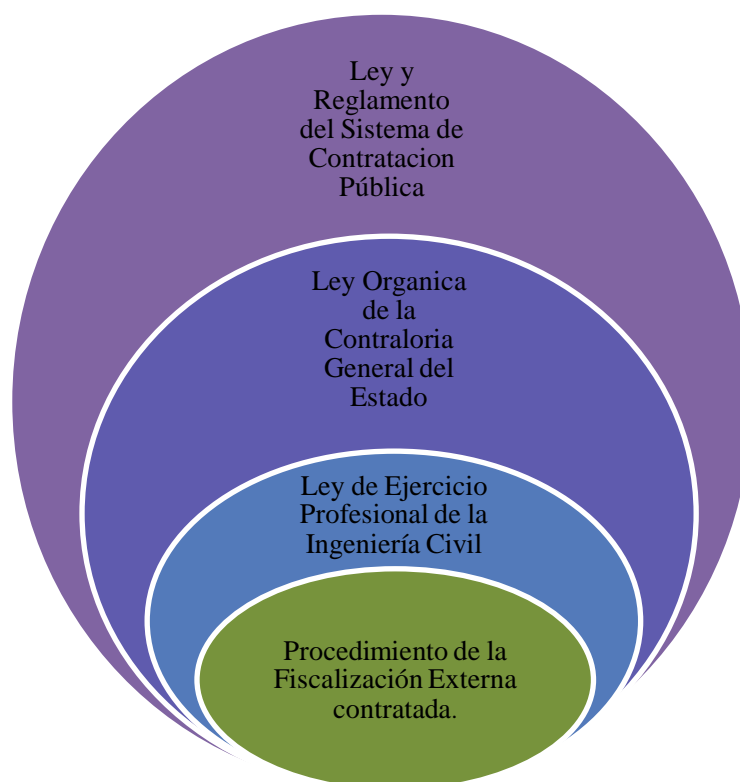 Ley y
Reglamento
del Sistema de
Contratacion
Pública
Ley Organica
de la
Contraloria
General del
Estado
Ley de Ejercicio
Profesional de la
Ingeniería Civil
Procedimiento de la
Fiscalización Externa
contratada.